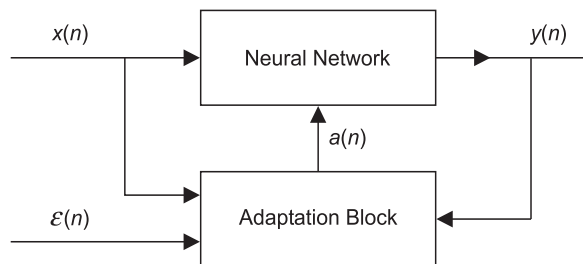 x(n)
y(n)
Neural Network
a(n)
Ɛ(n)
Adaptation Block